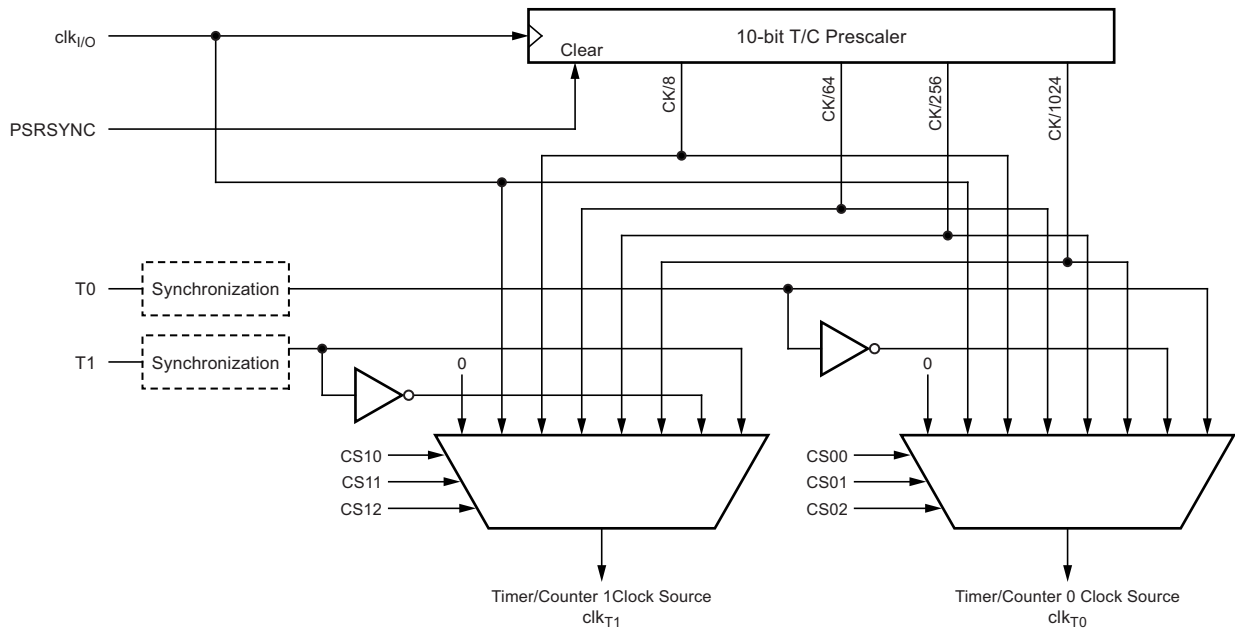 clkI/O
10-bit T/C Prescaler
Clear
CK/8
CK/64
CK/256
CK/1024
PSRSYNC
T0
Synchronization
T1
Synchronization
0
0
CS10
CS11
CS12
CS00
CS01
CS02
Timer/Counter 1Clock Source
clkT1
Timer/Counter 0 Clock Source
clkT0